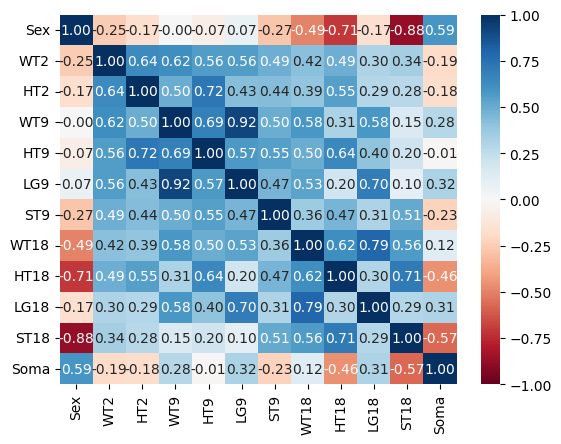 Sex 1.00 -0.25 -0.17 -0.00 -0.07 0.07 -0.27 -0.49 -0.71 -0.17 -0.88 0.59
WT2 -0.25 1.00 0.64 0.62 0.56 0.56 0.49 0.42 0.49 0.30 0.34 -0.19
HT2 -0.17 0.64 1.00 0.50 0.72 0.43 0.44 0.39 0.55 0.29 0.28 -0.18
WT9 -0.00 0.62 0.50 1.00 0.69 0.92 0.50 0.58 0.31 0.58 0.15 0.28
HT9 -0.07 0.56 0.72 0.69 1.00 0.57 0.55 0.50 0.64 0.40 0.20 -0.01
LG9 0.07 0.56 0.43 0.92 0.57 1.00 0.47 0.53 0.20 0.70 0.10 0.32
ST9 -0.27 0.49 0.44 0.50 0.55 0.47 1.00 0.36 0.47 0.31 0.51 -0.23
WT18 -0.49 0.42 0.39 0.58 0.50 0.53 0.36 1.00 0.62 0.79 0.56 0.12
HT18 -0.71 0.49 0.55 0.31 0.64 0.20 0.47 0.62 1.00 0.30 0.71 -0.46
LG18 -0.17 0.30 0.29 0.58 0.40 0.70 0.31 0.79 0.30 1.00 0.29 0.31
ST18 -0.88 0.34 0.28 0.15 0.20 0.10 0.51 0.56 0.71 0.29 1.00 -0.57
Soma 0.59 -0.19 -0.18 0.28 -0.01 0.32 -0.23 0.12 -0.46 0.31 -0.57 1.00
Sex WT2 HT2 WT9 HT9 LG9 ST9 WT18 HT18 LG18 ST18 Soma
1.00
0.75
0.50
0.25
0.00
−0.25
−0.50
−0.75
−1.00